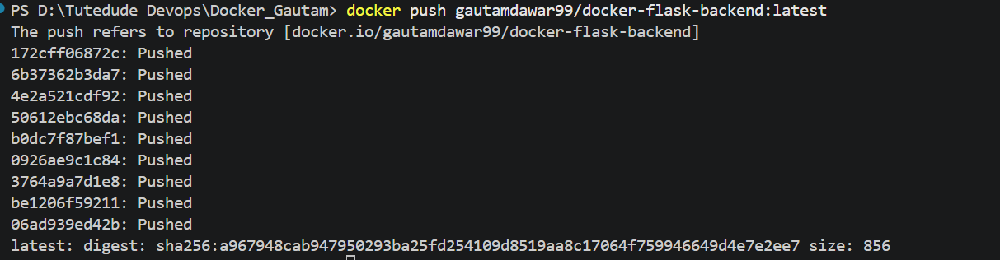 PS D:\Tutedude Devops\Docker_Gautam> docker push gautamdawar99/docker-flask-backend:latest
The push refers to repository [docker.io/gautamdawar99/docker-flask-backend]
172cff06872c: Pushed
6b37362b3da7: Pushed
4e2a521cdf92: Pushed
50612ebc68da: Pushed
b0dc7f87bef1: Pushed
0926ae9c1c84: Pushed
3764a9a7d1e8: Pushed
be1206f59211: Pushed
06ad939ed42b: Pushed
latest: digest: sha256:a967948cab947950293ba25fd254109d8519aa8c17064f759946649d4e7e2ee7 size: 856